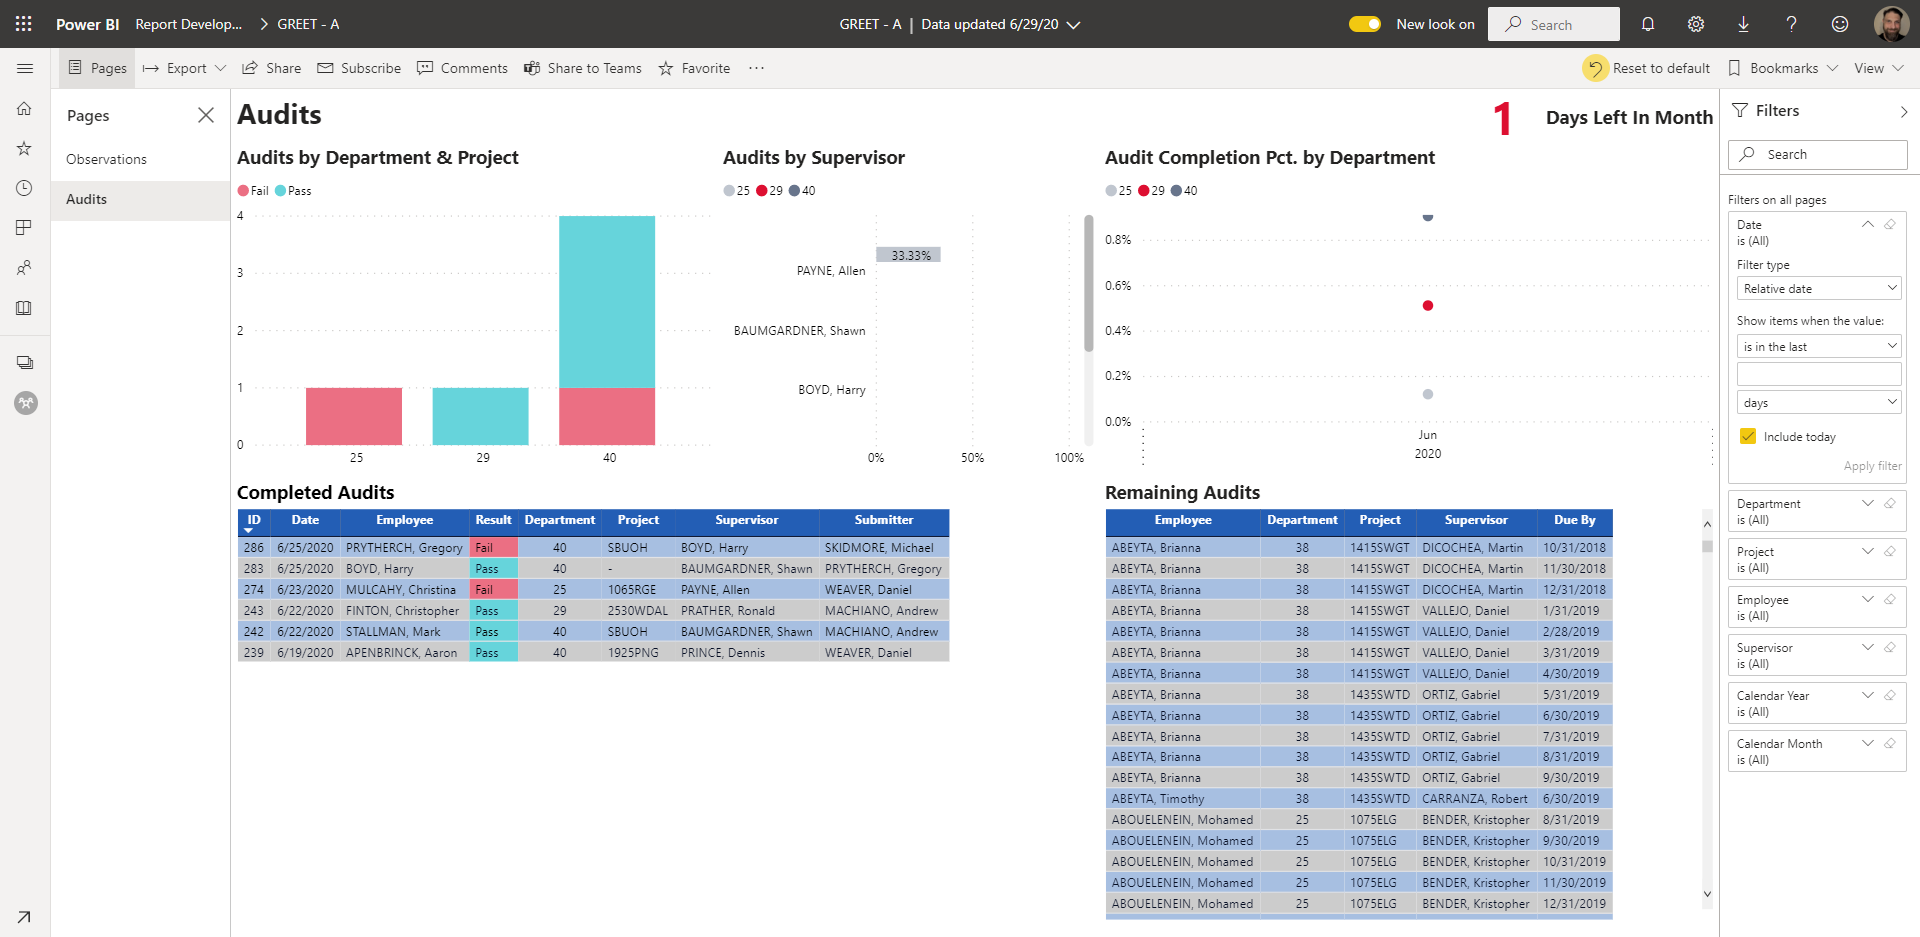 Power BI Report Develop... > GREET - A
GREET - A | Data updated 6/29/20
New look on
Search
Pages
Export
Share
Subscribe
Comments
Share to Teams
Favorite
...
Reset to default
Bookmarks
View
Pages
Observations
Audits
Audits
1 Days Left In Month
Audits by Department & Project
Fail Pass
4
3
2
1
0
25 29 40
Audits by Supervisor
25 29 40
33.33%
PAYNE, Allen
BAUMGARDNER, Shawn
BOYD, Harry
0% 50% 100%
Audit Completion Pct. by Department
25 29 40
0.8%
0.6%
0.4%
0.2%
0.0%
Jun
2020
Completed Audits
ID Date Employee Result Department Project Supervisor Submitter
286 6/25/2020 PRYTHERCH, Gregory Fail 40 SBUOH BOYD, Harry SKIDMORE, Michael
283 6/25/2020 BOYD, Harry Pass 40 - BAUMGARDNER, Shawn PRYTHERCH, Gregory
274 6/23/2020 MULCAHY, Christina Fail 25 1065RGE PAYNE, Allen WEAVER, Daniel
243 6/22/2020 FINTON, Christopher Pass 29 2530WDAL PRATHER, Ronald MACHIANO, Andrew
242 6/22/2020 STALLMAN, Mark Pass 40 SBUOH BAUMGARDNER, Shawn MACHIANO, Andrew
239 6/19/2020 APENBRINCK, Aaron Pass 40 1925PNG PRINCE, Dennis WEAVER, Daniel
Remaining Audits
Employee Department Project Supervisor Due By
ABEYTA, Brianna 38 1415SWGT DICOCHEA, Martin 10/31/2018
ABEYTA, Brianna 38 1415SWGT DICOCHEA, Martin 11/30/2018
ABEYTA, Brianna 38 1415SWGT DICOCHEA, Martin 12/31/2018
ABEYTA, Brianna 38 1415SWGT VALLEJO, Daniel 1/31/2019
ABEYTA, Brianna 38 1415SWGT VALLEJO, Daniel 2/28/2019
ABEYTA, Brianna 38 1415SWGT VALLEJO, Daniel 3/31/2019
ABEYTA, Brianna 38 1415SWGT VALLEJO, Daniel 4/30/2019
ABEYTA, Brianna 38 1435SWTD ORTIZ, Gabriel 5/31/2019
ABEYTA, Brianna 38 1435SWTD ORTIZ, Gabriel 6/30/2019
ABEYTA, Brianna 38 1435SWTD ORTIZ, Gabriel 7/31/2019
ABEYTA, Brianna 38 1435SWTD ORTIZ, Gabriel 8/31/2019
ABEYTA, Brianna 38 1435SWTD ORTIZ, Gabriel 9/30/2019
ABEYTA, Timothy 38 1435SWTD CARRANZA, Robert 6/30/2019
ABOUELENEIN, Mohamed 25 1075ELG BENDER, Kristopher 8/31/2019
ABOUELENEIN, Mohamed 25 1075ELG BENDER, Kristopher 9/30/2019
ABOUELENEIN, Mohamed 25 1075ELG BENDER, Kristopher 10/31/2019
ABOUELENEIN, Mohamed 25 1075ELG BENDER, Kristopher 11/30/2019
ABOUELENEIN, Mohamed 25 1075ELG BENDER, Kristopher 12/31/2019
Filters
Search
Filters on all pages
Date
is (All)
Filter type
Relative date
Show items when the value:
is in the last
days
Include today
Apply filter
Department
is (All)
Project
is (All)
Employee
is (All)
Supervisor
is (All)
Calendar Year
is (All)
Calendar Month
is (All)